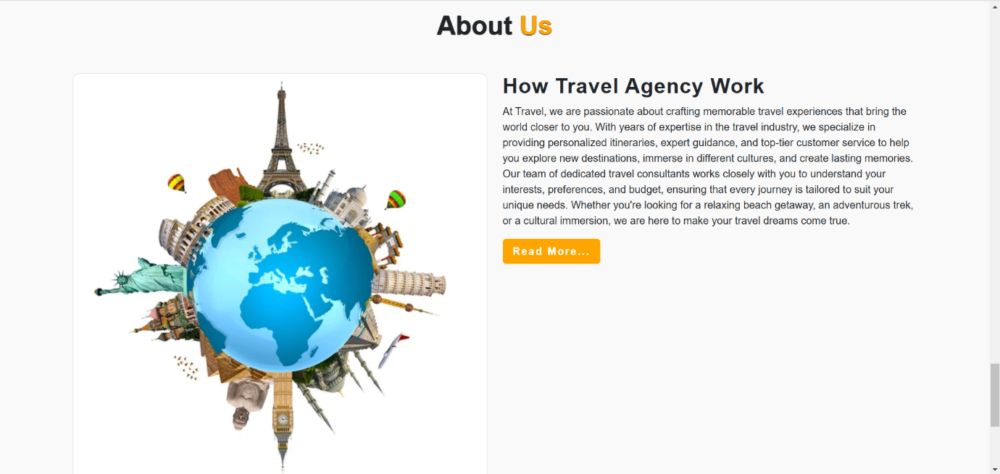 About Us
How Travel Agency Work
At Travel, we are passionate about crafting memorable travel experiences that bring the
world closer to you. With years of expertise in the travel industry, we specialize in
providing personalized itineraries, expert guidance, and top-tier customer service to help
you explore new destinations, immerse in different cultures, and create lasting memories.
Our team of dedicated travel consultants works closely with you to understand your
interests, preferences, and budget, ensuring that every journey is tailored to suit your
unique needs. Whether you're looking for a relaxing beach getaway, an adventurous trek,
or a cultural immersion, we are here to make your travel dreams come true.
Read More...